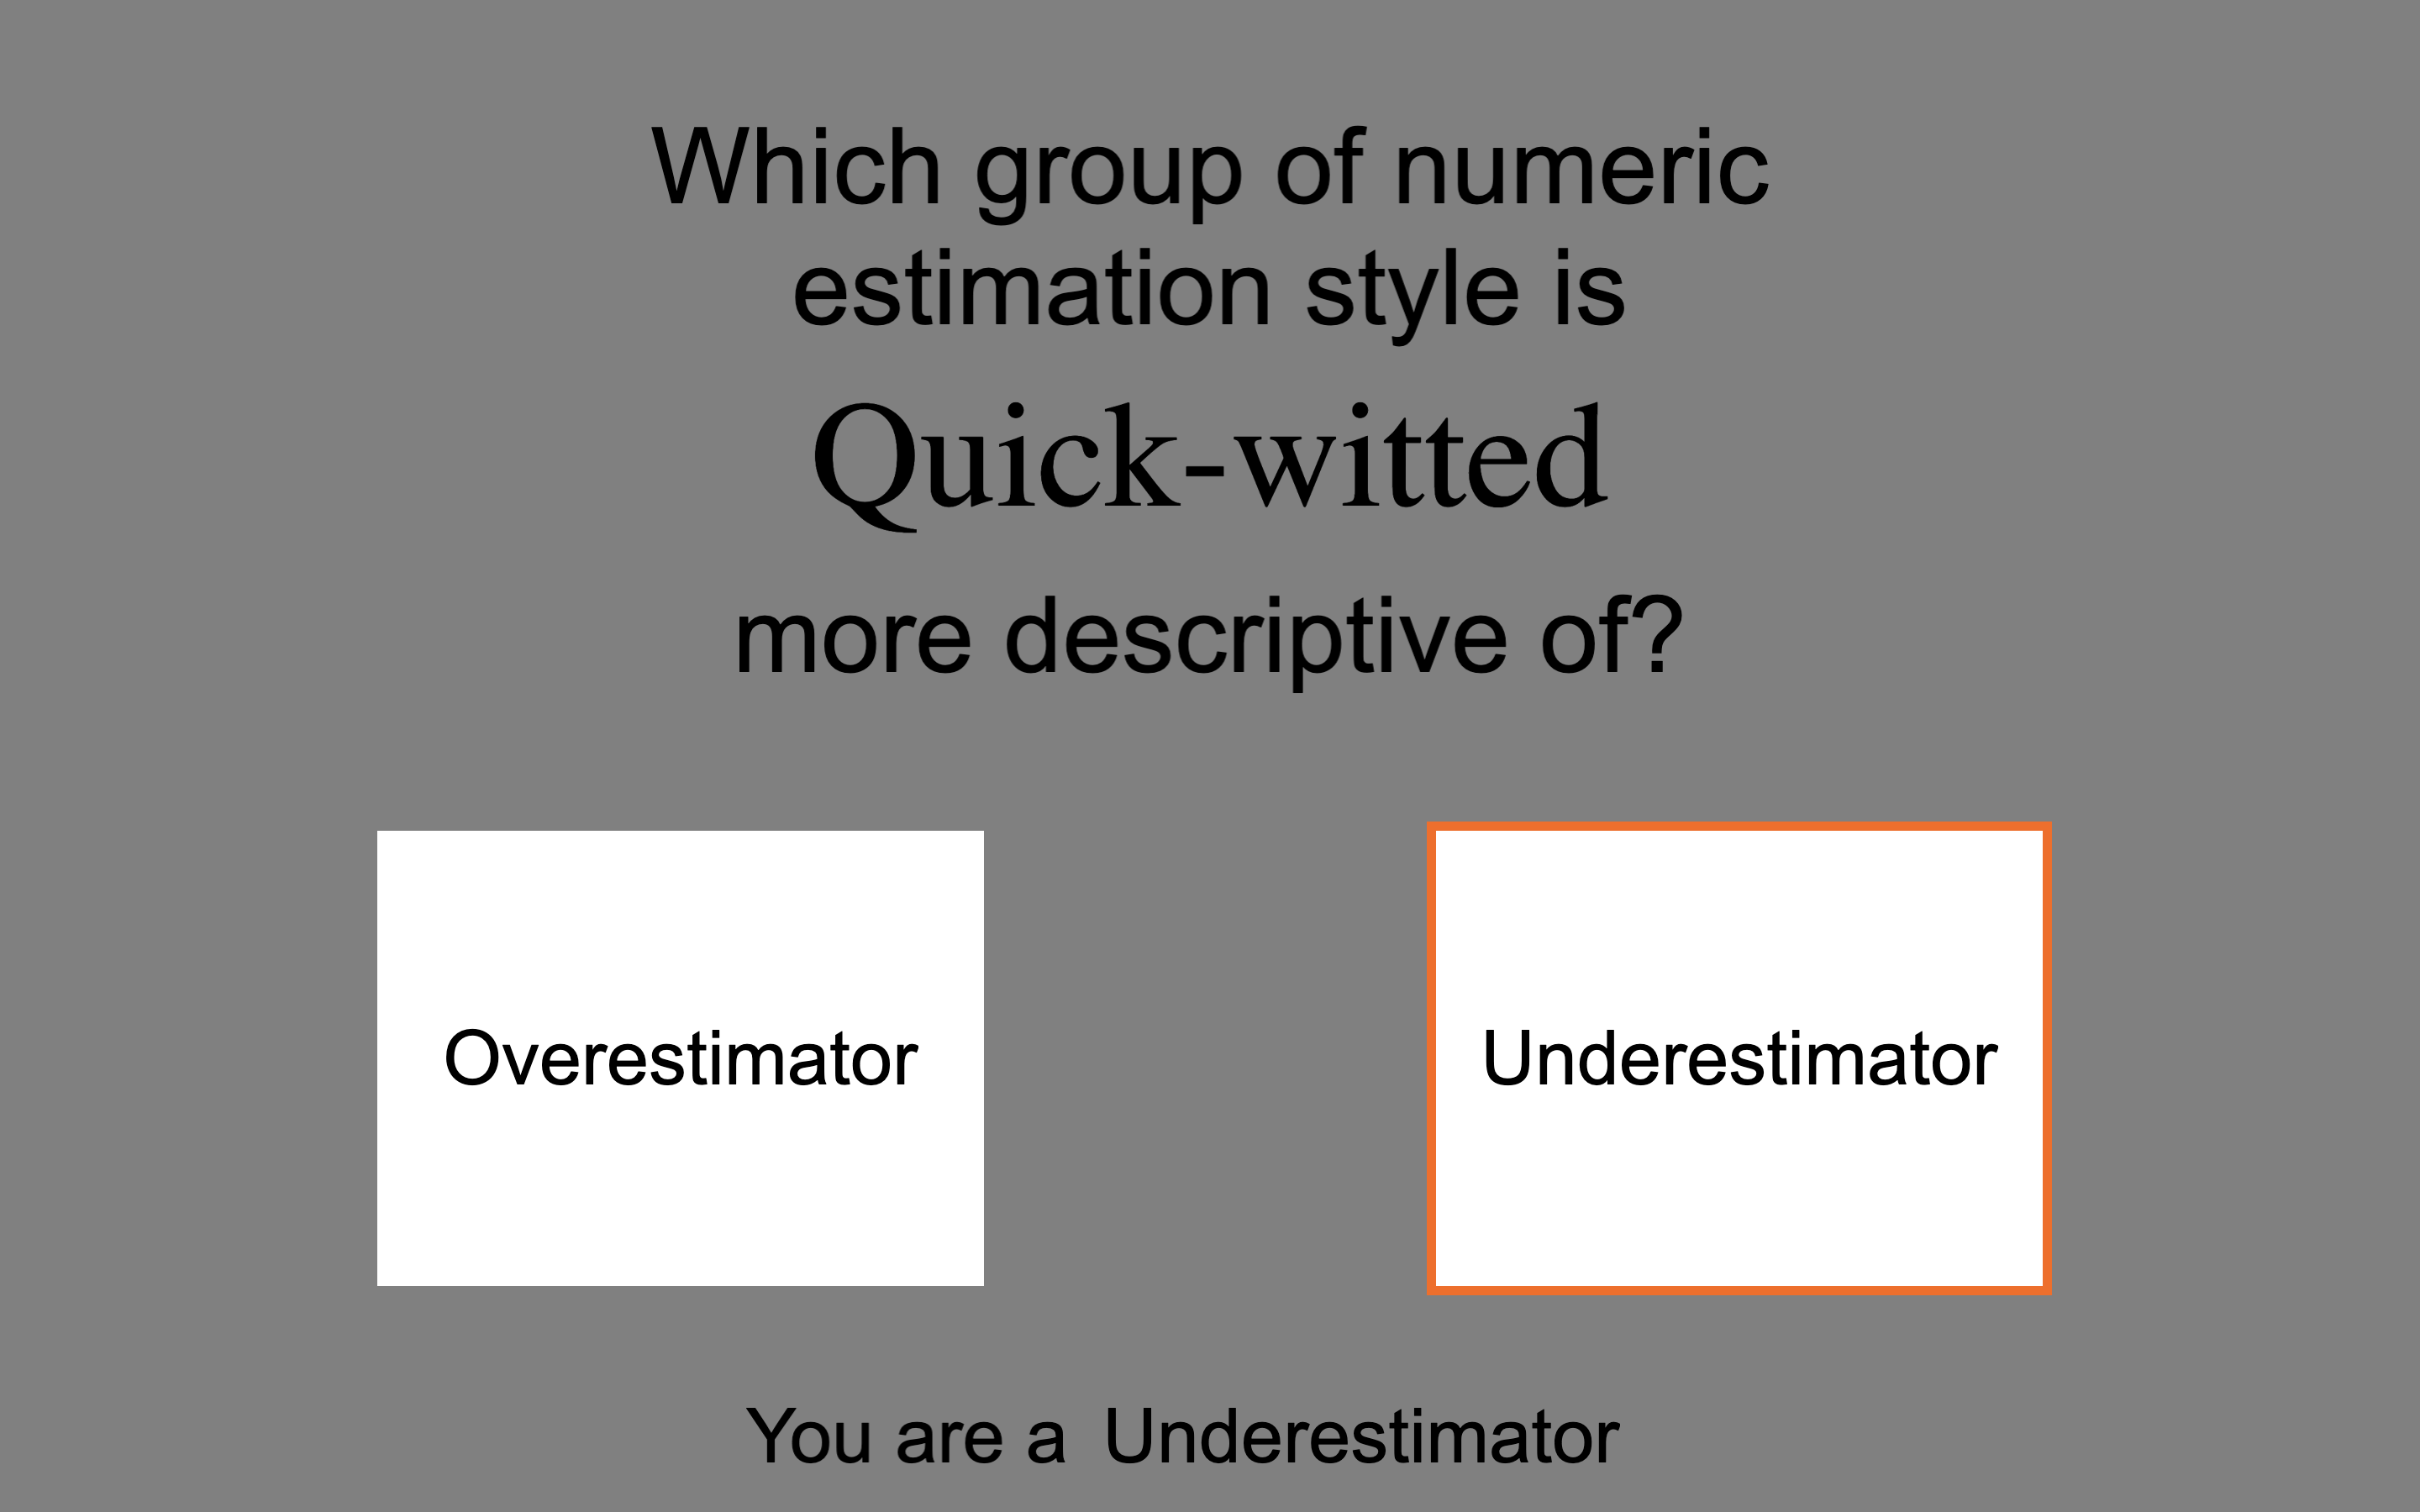 Which group of numeric
estimation style is
Quick-witted
more descriptive of?
Overestimator
Underestimator
You are a Underestimator